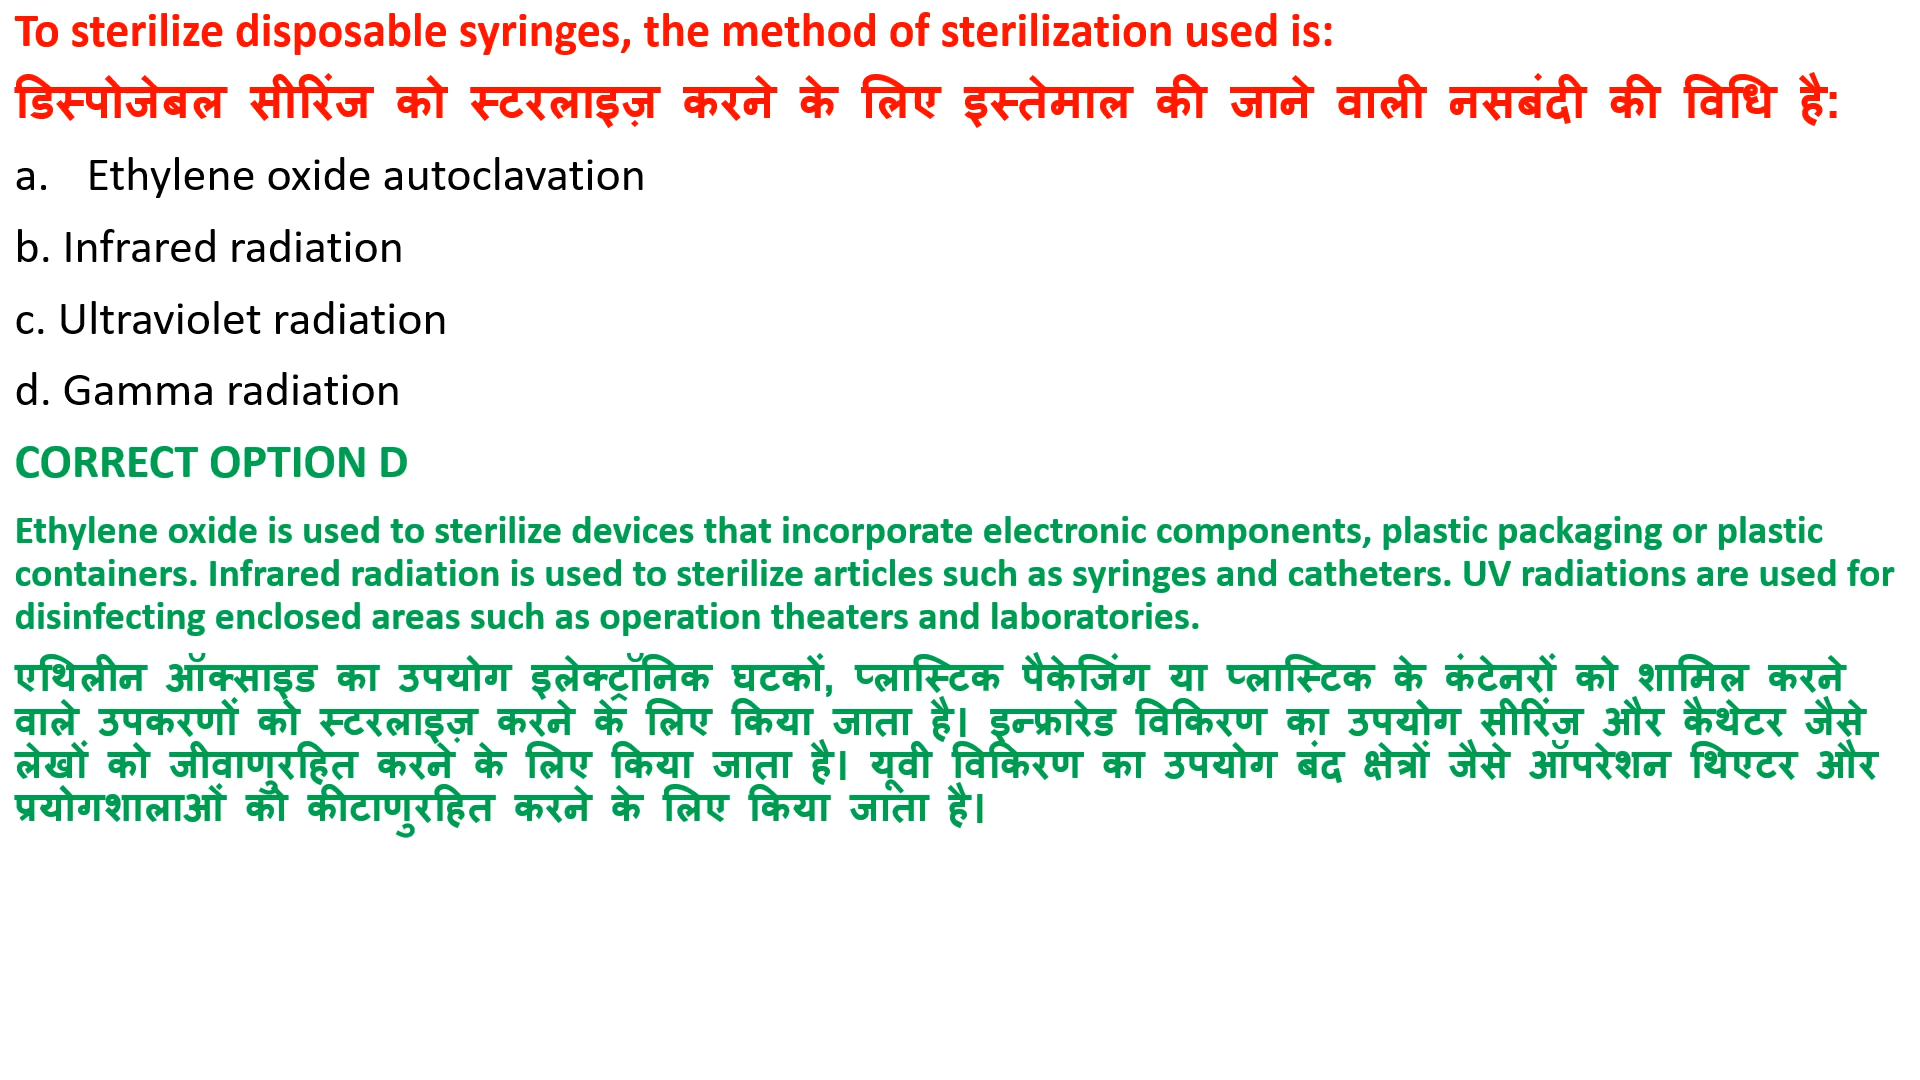 To sterilize disposable syringes, the method of sterilization used is:
डिस्पोजेबल सीरिंज को स्टरलाइज़ करने के लिए इस्तेमाल की जाने वाली नसबंदी की विधि है:
a. Ethylene oxide autoclavation
b. Infrared radiation
c. Ultraviolet radiation
d. Gamma radiation
CORRECT OPTION D
Ethylene oxide is used to sterilize devices that incorporate electronic components, plastic packaging or plastic
containers. Infrared radiation is used to sterilize articles such as syringes and catheters. UV radiations are used for
disinfecting enclosed areas such as operation theaters and laboratories.
एथिलीन ऑक्साइड का उपयोग इलेक्ट्रॉनिक घटकों, प्लास्टिक पैकेजिंग या प्लास्टिक के कंटेनरों को शामिल करने
वाले उपकरणों को स्टरलाइज़ करने के लिए किया जाता है। इन्फ्रारेड विकिरण का उपयोग सीरिंज और कैथेटर जैसे
लेखों को जीवाणुरहित करने के लिए किया जाता है। यूवी विकिरण का उपयोग बंद क्षेत्रों जैसे ऑपरेशन थिएटर और
प्रयोगशालाओं को कीटाणुरहित करने के लिए किया जाता है।